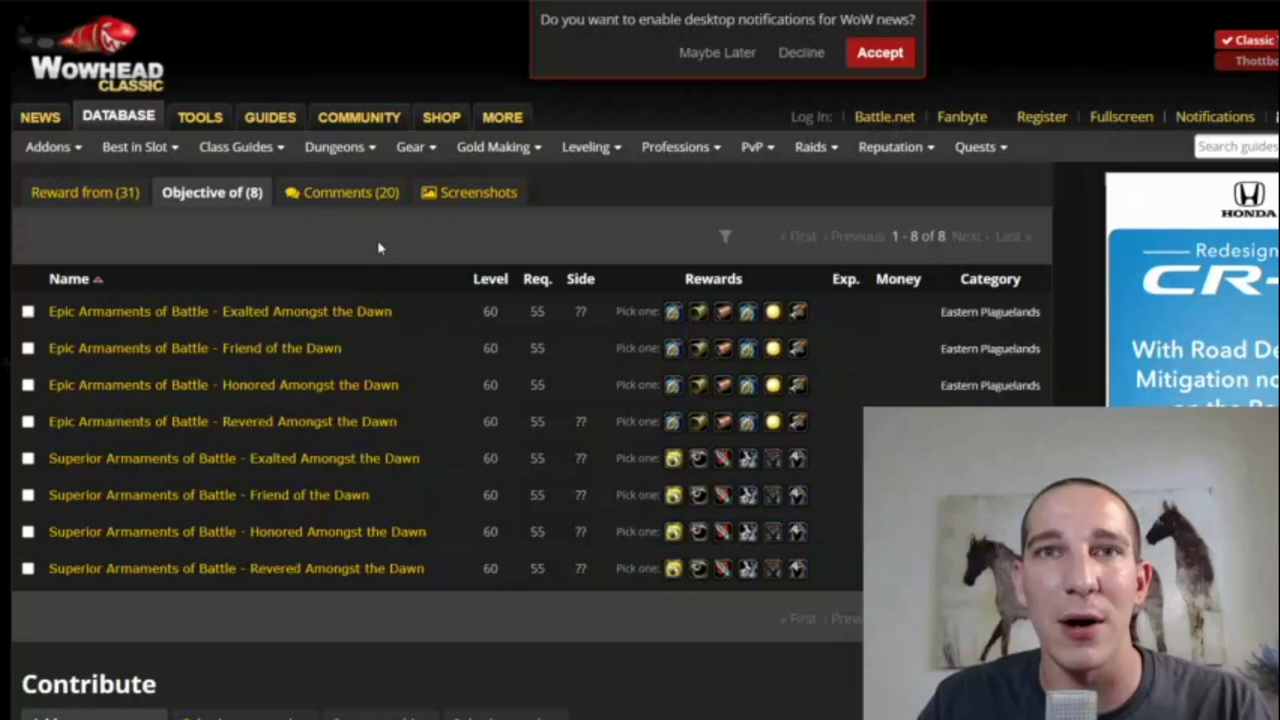 Do you want to enable desktop notifications for WoW news?
Maybe Later Decline Accept
WOWHEAD
CLASSIC
Classic
Thottbo
NEWS DATABASE TOOLS GUIDES COMMUNITY SHOP MORE
Log In: Battle.net Fanbyte Register Fullscreen Notifications
Addons Best in Slot Class Guides Dungeons Gear Gold Making Leveling Professions PvP Raids Reputation Quests
Search guides
Reward from (31) Objective of (8) Comments (20) Screenshots
« First ‹ Previous 1 - 8 of 8 Next › Last »
Name Level Req. Side Rewards Exp. Money Category
Epic Armaments of Battle - Exalted Amongst the Dawn 60 55 ?? Pick one: Eastern Plaguelands
Epic Armaments of Battle - Friend of the Dawn 60 55 Pick one: Eastern Plaguelands
Epic Armaments of Battle - Honored Amongst the Dawn 60 55 Pick one: Eastern Plaguelands
Epic Armaments of Battle - Revered Amongst the Dawn 60 55 ?? Pick one:
Superior Armaments of Battle - Exalted Amongst the Dawn 60 55 ?? Pick one:
Superior Armaments of Battle - Friend of the Dawn 60 55 Pick one:
Superior Armaments of Battle - Honored Amongst the Dawn 60 55 ?? Pick one:
Superior Armaments of Battle - Revered Amongst the Dawn 60 55 ?? Pick one:
« First ‹ Previ
Contribute
HONDA
Redesign
CR-
With Road De
Mitigation no